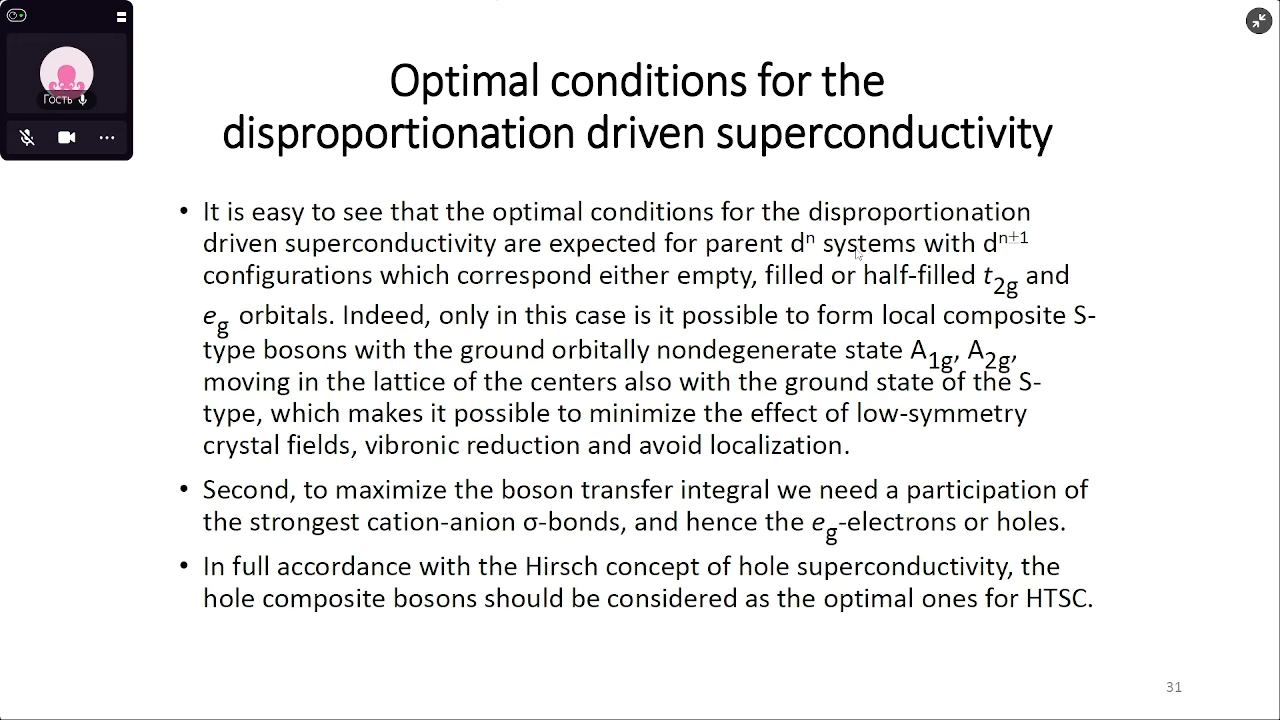 Гость
Optimal conditions for the
disproportionation driven superconductivity
• It is easy to see that the optimal conditions for the disproportionation
driven superconductivity are expected for parent dⁿ systems with dⁿ⁺¹
configurations which correspond either empty, filled or half-filled t2g and
eg orbitals. Indeed, only in this case is it possible to form local composite S-
type bosons with the ground orbitally nondegenerate state A1g, A2g,
moving in the lattice of the centers also with the ground state of the S-
type, which makes it possible to minimize the effect of low-symmetry
crystal fields, vibronic reduction and avoid localization.
• Second, to maximize the boson transfer integral we need a participation of
the strongest cation-anion σ-bonds, and hence the eg-electrons or holes.
• In full accordance with the Hirsch concept of hole superconductivity, the
hole composite bosons should be considered as the optimal ones for HTSC.
31